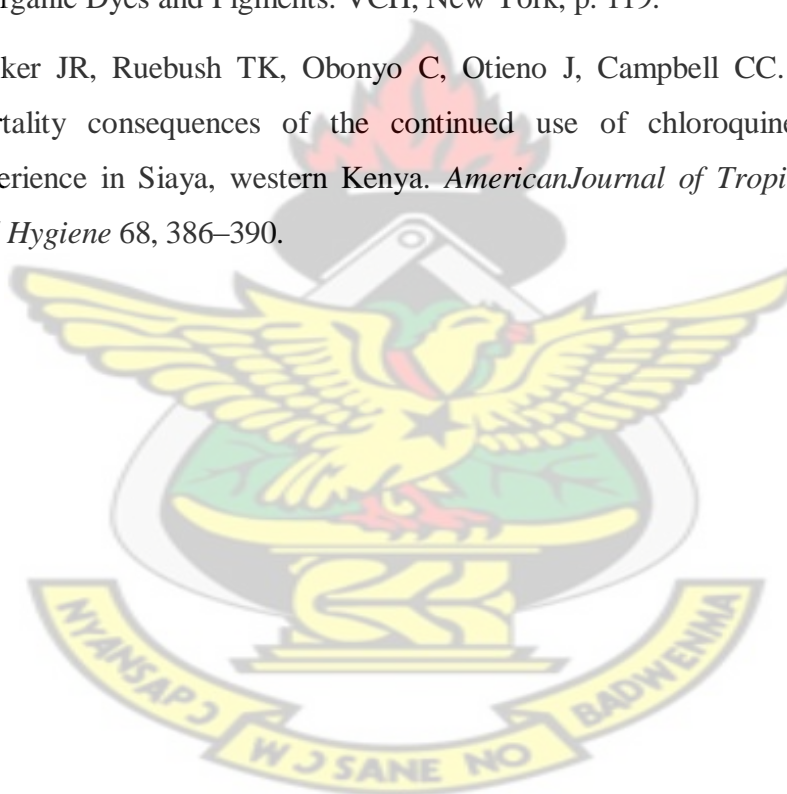 rganic Dyes and Pigments. VCH, New York, p. 119.
ker JR, Ruebush TK, Obonyo C, Otieno J, Campbell CC.
rtality consequences of the continued use of chloroquine
erience in Siaya, western Kenya. AmericanJournal of Tropi
Hygiene 68, 386–390.
NYANSAPƆ
WƆ SANE NO
BADWENMA